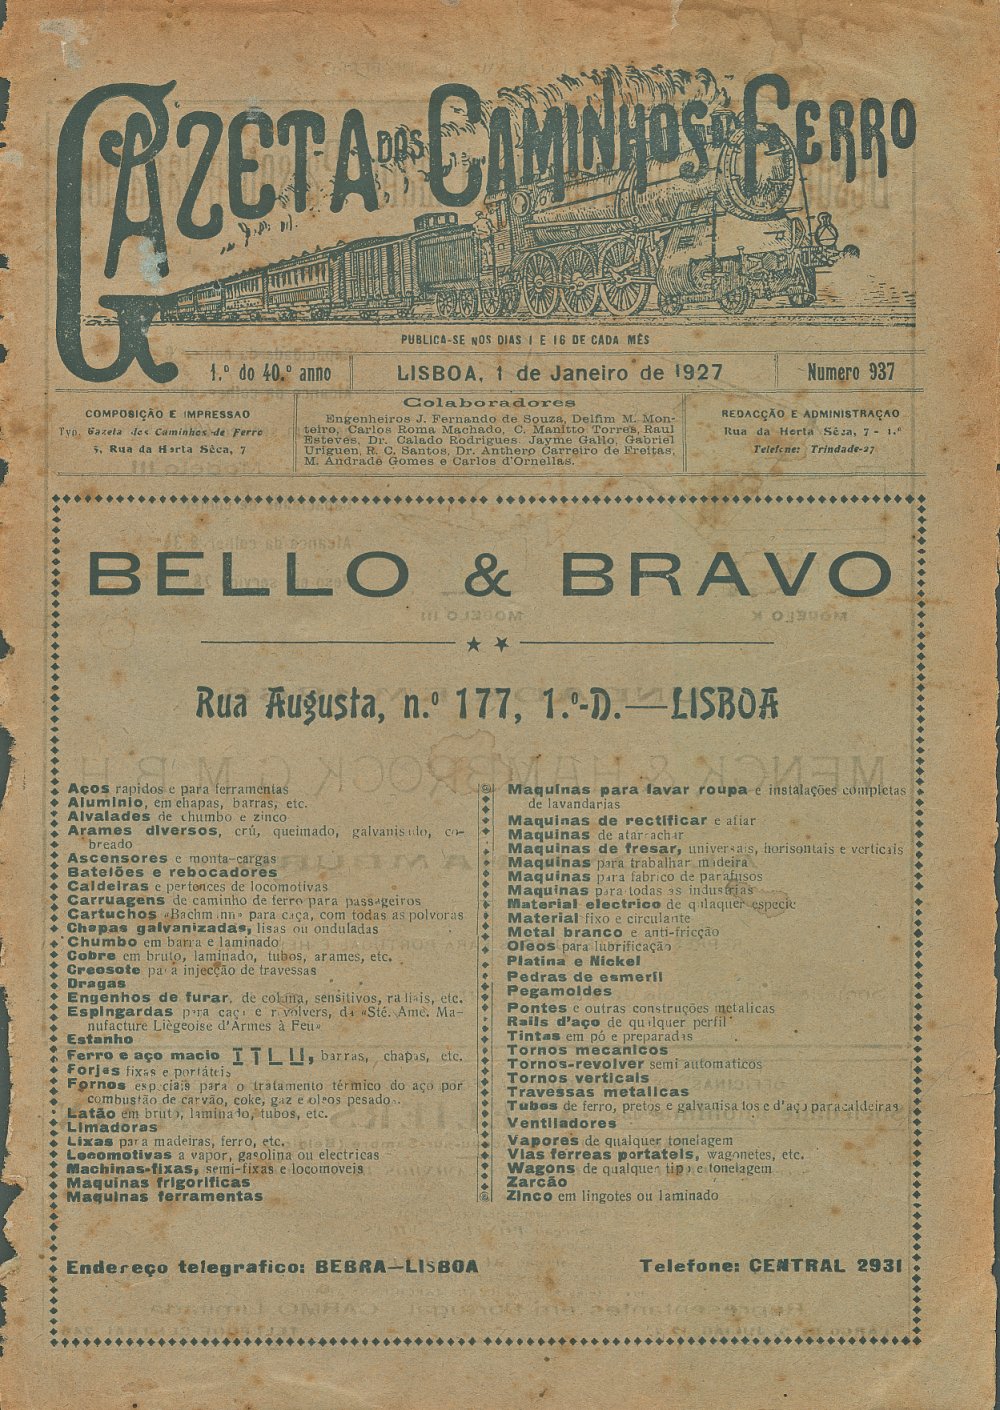 GAZETA DOS CAMINHOS DE FERRO
PUBLICA-SE NOS DIAS 1 E 16 DE CADA MÊS
1.º do 40.º anno
LISBOA, 1 de Janeiro de 1927
Numero 937
COMPOSIÇÃO E IMPRESSAO
Typ. Gazeta dos Caminhos de Ferro
5, Rua da Horta Sêca, 7
Colaboradores
Engenheiros J. Fernando de Souza, Delfim M. Mon-
teiro, Carlos Roma Machado, C. Manitto Torres, Raul
Esteves, Dr. Calado Rodrigues. Jayme Gallo, Gabriel
Urigüen, R. C. Santos, Dr. Anthero Carreiro de Freitas,
M. Andrade Gomes e Carlos d'Ornellas.
REDACÇÃO E ADMINISTRAÇAO
Rua da Horta Sêca, 7 - 1.º
Telefone: Trindade-27
BELLO & BRAVO
Rua Augusta, n.º 177, 1.º-D.—LISBOA
Aços rapidos e para ferramentas
Aluminio, em chapas, barras, etc.
Alvaiades de chumbo e zinco
Arames diversos, crú, queimado, galvanisado, co-
breado
Ascensores e monta-cargas
Batelões e rebocadores
Caldeiras e pertences de locomotivas
Carruagens de caminho de ferro para passageiros
Cartuchos «Bachmann» para caça, com todas as polvoras
Chapas galvanizadas, lisas ou onduladas
Chumbo em barra e laminado
Cobre em bruto, laminado, tubos, arames, etc.
Creosote para injecção de travessas
Dragas
Engenhos de furar, de coluna, sensitivos, radiais, etc.
Espingardas para caça e revolvers, da «Sté. Ame. Ma-
nufacture Liègeoise d'Armes à Feu»
Estanho
Ferro e aço macio I T L U, barras, chapas, etc.
Forjas fixas e portáteis
Fornos especiais para o tratamento térmico do aço por
combustão de carvão, coke, gaz e oleos pesados.
Latão em bruto, laminado, tubos, etc.
Limadoras
Lixas para madeiras, ferro, etc.
Locomotivas a vapor, gasolina ou electricas
Machinas-fixas, semi-fixas e locomoveis
Maquinas frigorificas
Maquinas ferramentas
Maquinas para lavar roupa e instalações completas
de lavandarias
Maquinas de rectificar e afiar
Maquinas de atarrachar
Maquinas de fresar, universais, horisontais e verticais
Maquinas para trabalhar madeira
Maquinas para fabrico de parafusos
Maquinas para todas as industrias
Material electrico de qualquer especie
Material fixo e circulante
Metal branco e anti-fricção
Oleos para lubrificação
Platina e Nickel
Pedras de esmeril
Pegamoides
Pontes e outras construções metalicas
Rails d'aço de qualquer perfil
Tintas em pó e preparadas
Tornos mecanicos
Tornos-revolver semi automaticos
Tornos verticais
Travessas metalicas
Tubos de ferro, pretos e galvanisados e d'aço para caldeiras
Ventiladores
Vapores de qualquer tonelagem
Vias ferreas portateis, wagonetes, etc.
Wagons de qualquer tipo e tonelagem
Zarcão
Zinco em lingotes ou laminado
Endereço telegrafico: BEBRA—LISBOA
Telefone: CENTRAL 2931